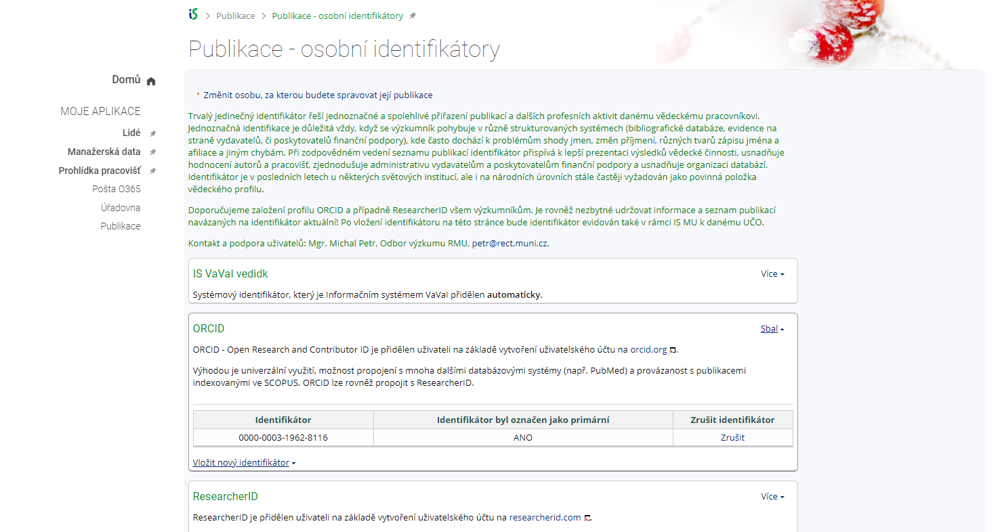 iS > Publikace > Publikace - osobní identifikátory
Publikace - osobní identifikátory
Domů
MOJE APLIKACE
Lidé
Manažerská data
Prohlídka pracovišť
Pošta O365
Úřadovna
Publikace
Změnit osobu, za kterou budete spravovat její publikace
Trvalý jedinečný identifikátor řeší jednoznačné a spolehlivé přiřazení publikací a dalších profesních aktivit danému vědeckému pracovníkovi.
Jednoznačná identifikace je důležitá vždy, když se výzkumník pohybuje v různě strukturovaných systémech (bibliografické databáze, evidence na
straně vydavatelů, či poskytovatelů finanční podpory), kde často dochází k problémům shody jmen, změn příjmení, různých tvarů zápisu jména a
afiliace a jiným chybám. Při zodpovědném vedení seznamu publikací identifikátor přispívá k lepší prezentaci výsledků vědecké činnosti, usnadňuje
hodnocení autorů a pracovišť, zjednodušuje administrativu vydavatelům a poskytovatelům finanční podpory a usnadňuje organizaci databází.
Identifikátor je v posledních letech u některých světových institucí, ale i na národních úrovních stále častěji vyžadován jako povinná položka
vědeckého profilu.
Doporučujeme založení profilu ORCID a případně ResearcherID všem výzkumníkům. Je rovněž nezbytné udržovat informace a seznam publikací
navázaných na identifikátor aktuální! Po vložení identifikátoru na této stránce bude identifikátor evidován také v rámci IS MU k danému UČO.
Kontakt a podpora uživatelů: Mgr. Michal Petr, Odbor výzkumu RMU, petr@rect.muni.cz.
IS VaVaI vedidk Více
Systémový identifikátor, který je Informačním systémem VaVaI přidělen automaticky.
ORCID Sbal
ORCID - Open Research and Contributor ID je přidělen uživateli na základě vytvoření uživatelského účtu na orcid.org.
Výhodou je univerzální využití, možnost propojení s mnoha dalšími databázovými systémy (např. PubMed) a provázanost s publikacemi
indexovanými ve SCOPUS. ORCID lze rovněž propojit s ResearcherID.
Identifikátor Identifikátor byl označen jako primární Zrušit identifikátor
0000-0003-1962-8116 ANO Zrušit
Vložit nový identifikátor
ResearcherID Více
ResearcherID je přidělen uživateli na základě vytvoření uživatelského účtu na researcherid.com.